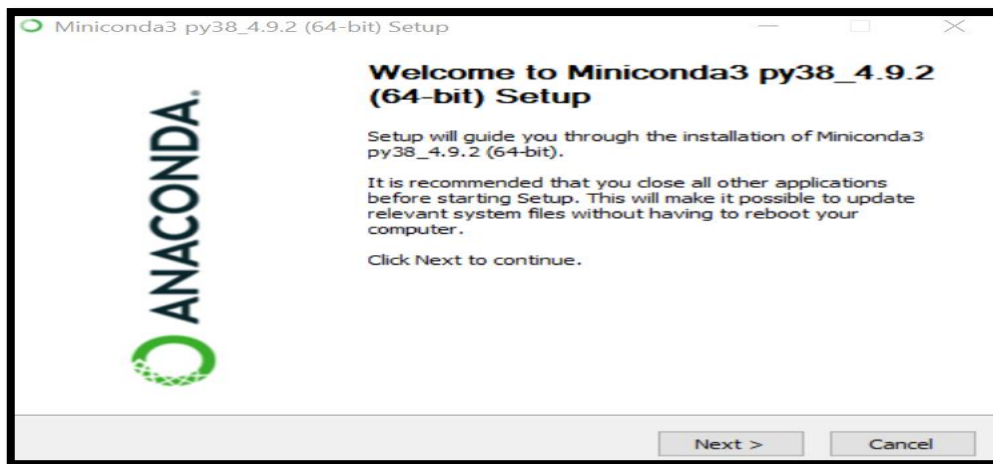 Miniconda3 py38_4.9.2 (64-bit) Setup
Welcome to Miniconda3 py38_4.9.2
(64-bit) Setup
Setup will guide you through the installation of Miniconda3
py38_4.9.2 (64-bit).
It is recommended that you close all other applications
before starting Setup. This will make it possible to update
relevant system files without having to reboot your
computer.
Click Next to continue.
ANACONDA.
Next >
Cancel